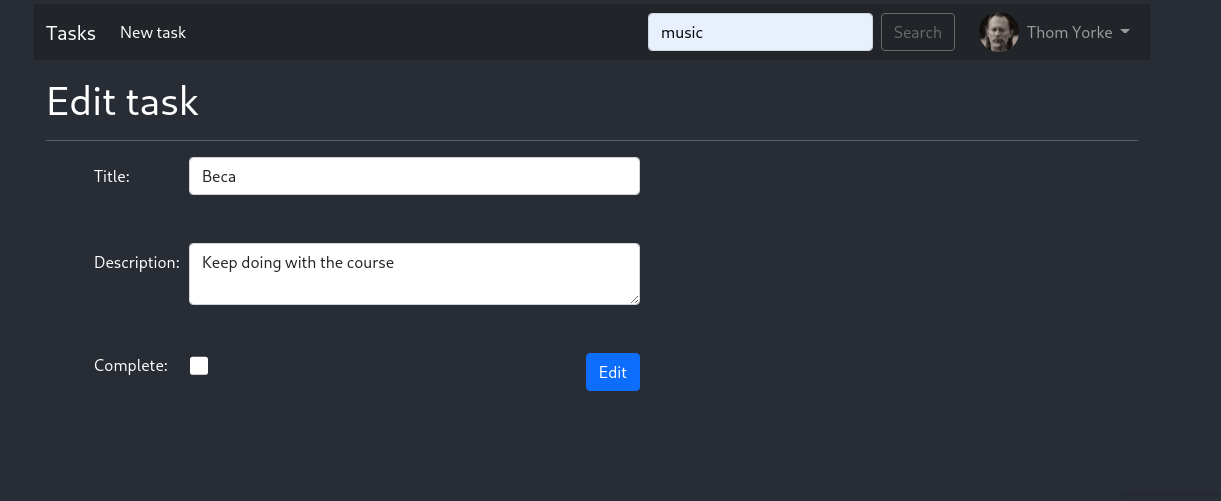 Tasks New task music Search Thom Yorke
Edit task
Title: Beca
Description: Keep doing with the course
Complete: Edit